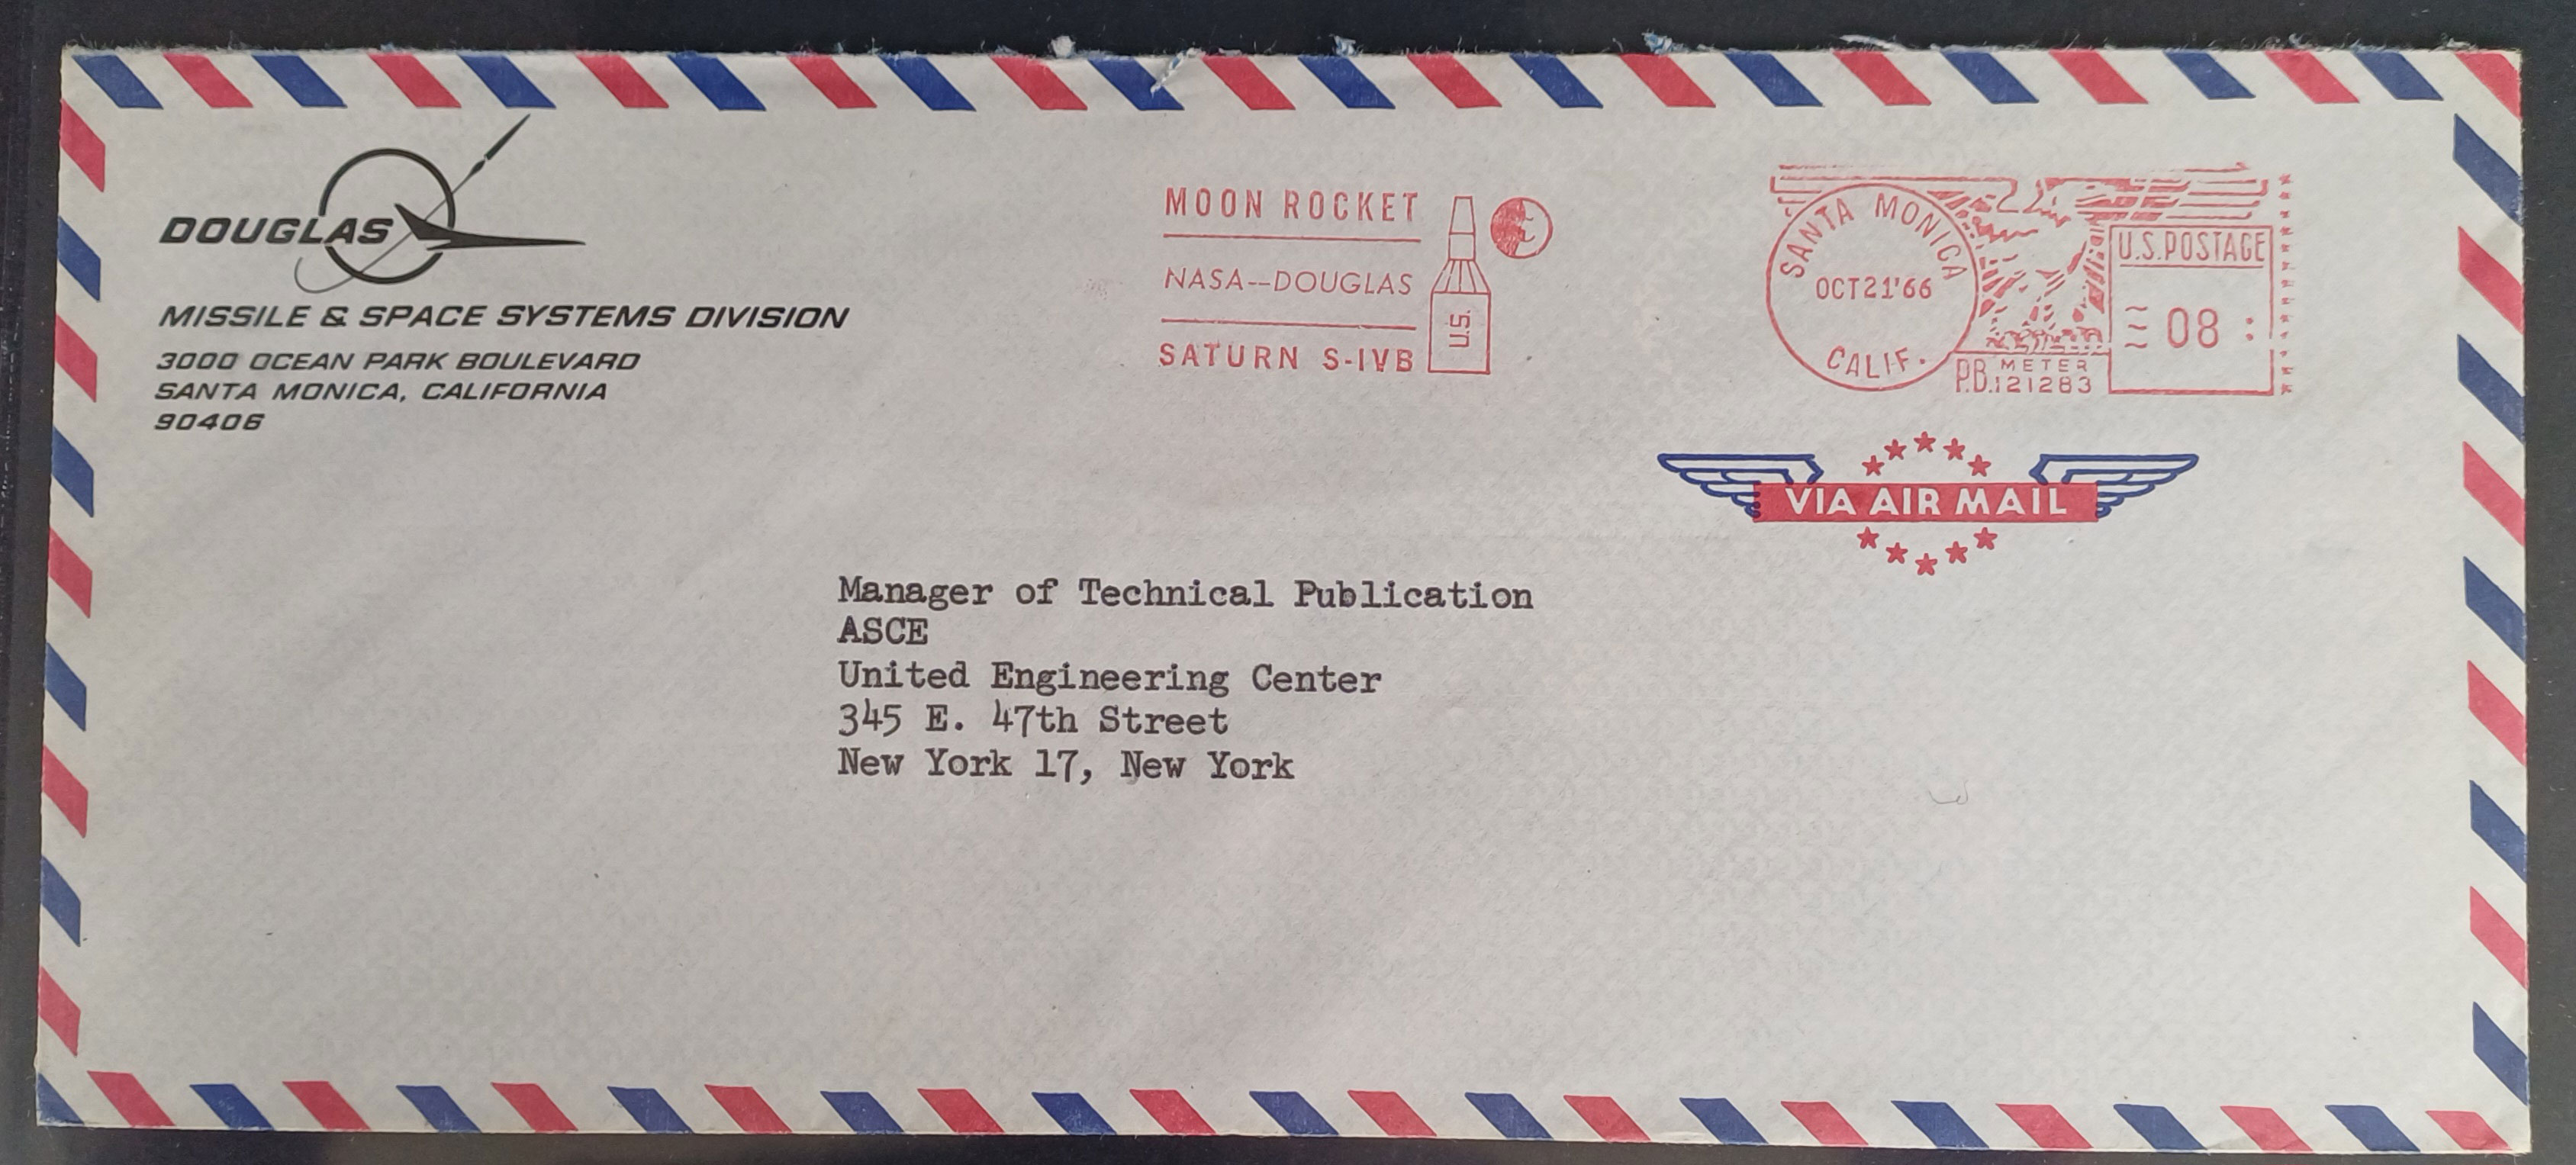 DOUGLAS
MISSILE & SPACE SYSTEMS DIVISION
3000 OCEAN PARK BOULEVARD
SANTA MONICA, CALIFORNIA
90406
MOON ROCKET
NASA--DOUGLAS
SATURN S-IVB
U.S.
SANTA MONICA
OCT21'66
CALIF.
P.B. METER
121283
U.S.POSTAGE
08
VIA AIR MAIL
Manager of Technical Publication
ASCE
United Engineering Center
345 E. 47th Street
New York 17, New York